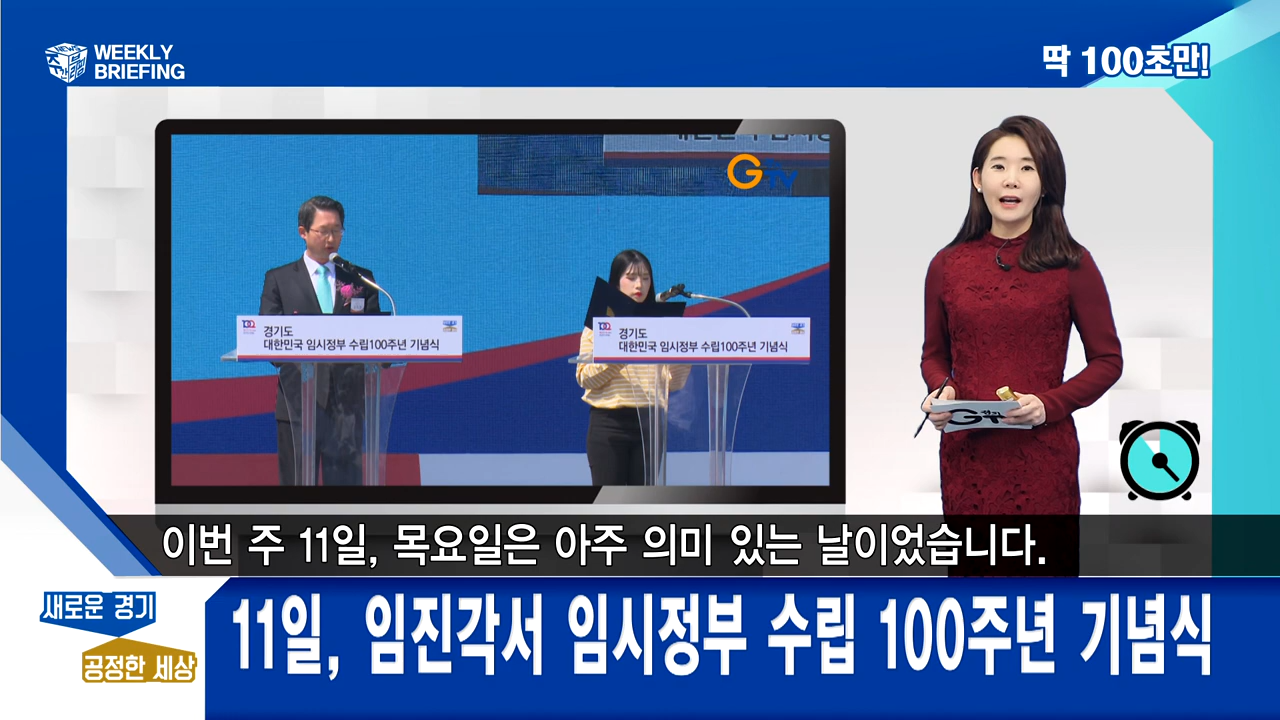 WEEKLY
BRIEFING
딱 100초만!
GTV
경기도
대한민국 임시정부 수립100주년 기념식
경기도
대한민국 임시정부 수립100주년 기념식
이번 주 11일, 목요일은 아주 의미 있는 날이었습니다.
새로운 경기
공정한 세상
11일, 임진각서 임시정부 수립 100주년 기념식